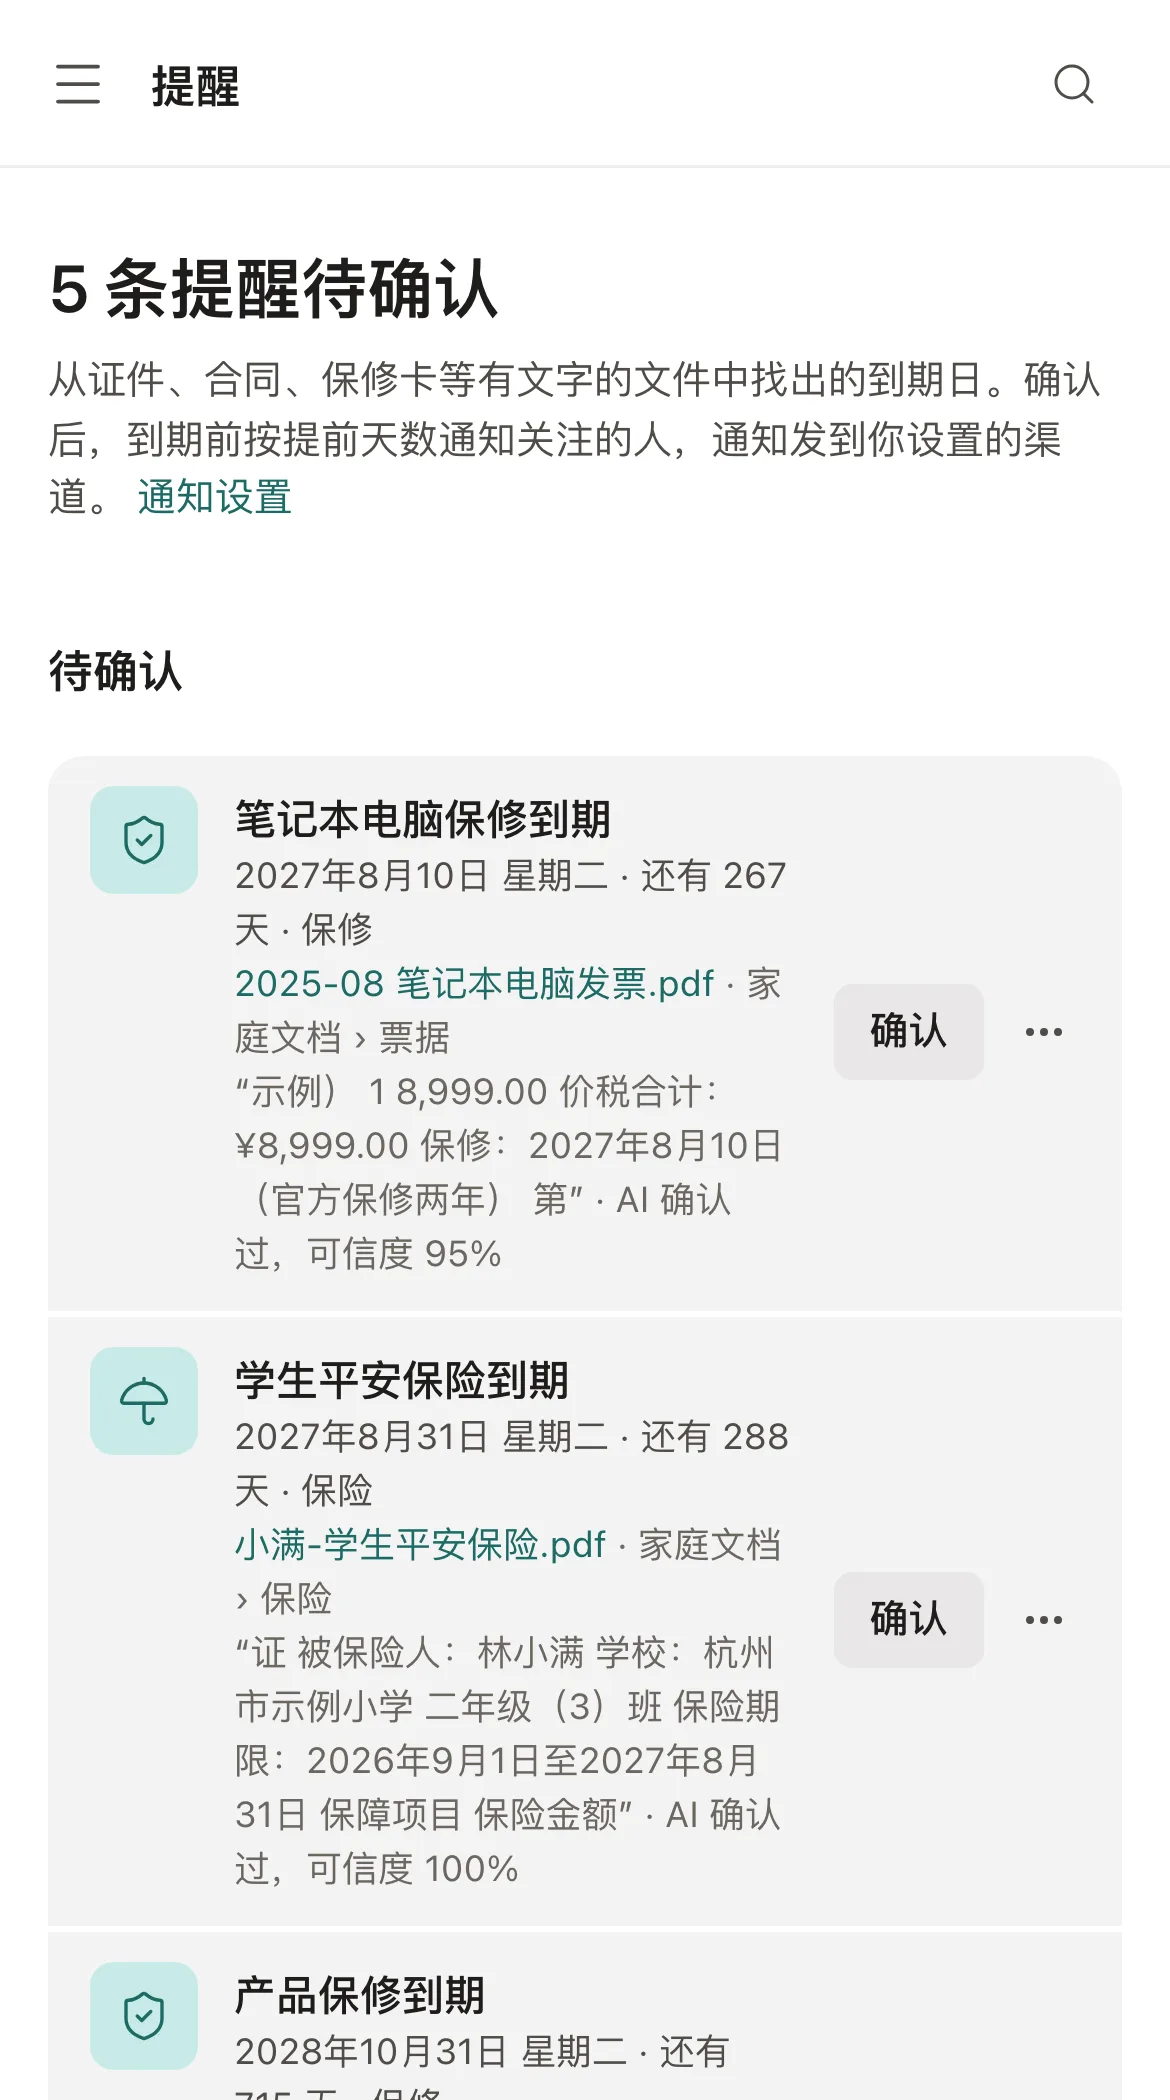 提醒
5 条提醒待确认
从证件、合同、保修卡等有文字的文件中找出的到期日。确认
后，到期前按提前天数通知关注的人，通知发到你设置的渠
道。 通知设置
待确认
笔记本电脑保修到期
2027年8月10日 星期二 · 还有 267
天 · 保修
2025-08 笔记本电脑发票.pdf · 家
庭文档 › 票据
“示例） 1 8,999.00 价税合计：
¥8,999.00 保修：2027年8月10日
（官方保修两年） 第” · AI 确认
过，可信度 95%
确认
学生平安保险到期
2027年8月31日 星期二 · 还有 288
天 · 保险
小满-学生平安保险.pdf · 家庭文档
› 保险
“证 被保险人：林小满 学校：杭州
市示例小学 二年级（3）班 保险期
限：2026年9月1日至2027年8月
31日 保障项目 保险金额” · AI 确认
过，可信度 100%
确认
产品保修到期
2028年10月31日 星期二 · 还有
715 天 · 保修